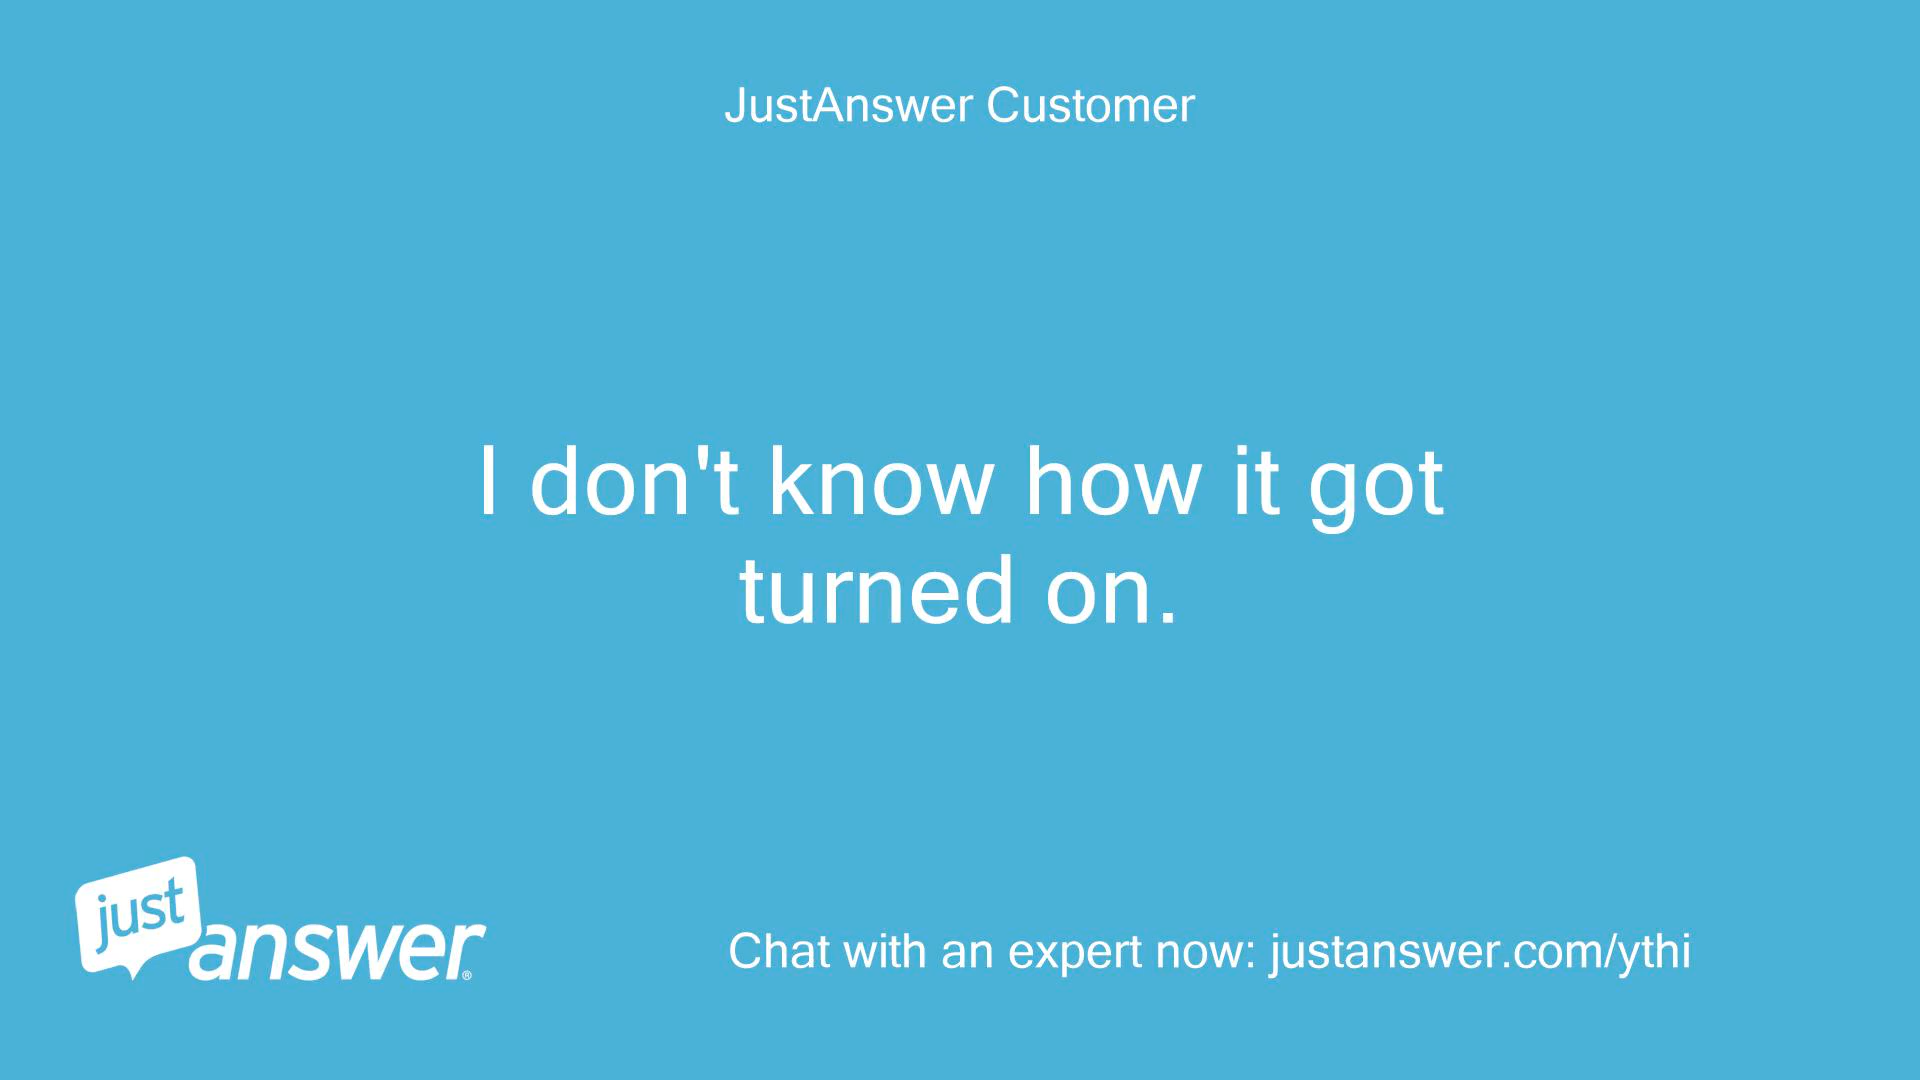 JustAnswer Customer
I don't know how it got
turned on.
just
answer®
Chat with an expert now: justanswer.com/ythi